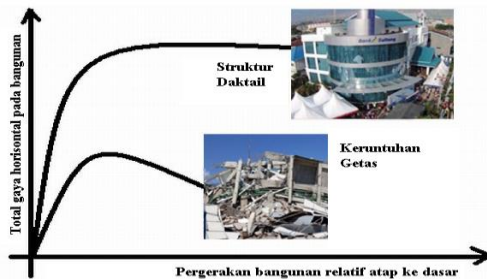 Total gaya horisontal pada bangunan
Struktur
Daktail
Keruntuhan
Getas
Pergerakan bangunan relatif atap ke dasar